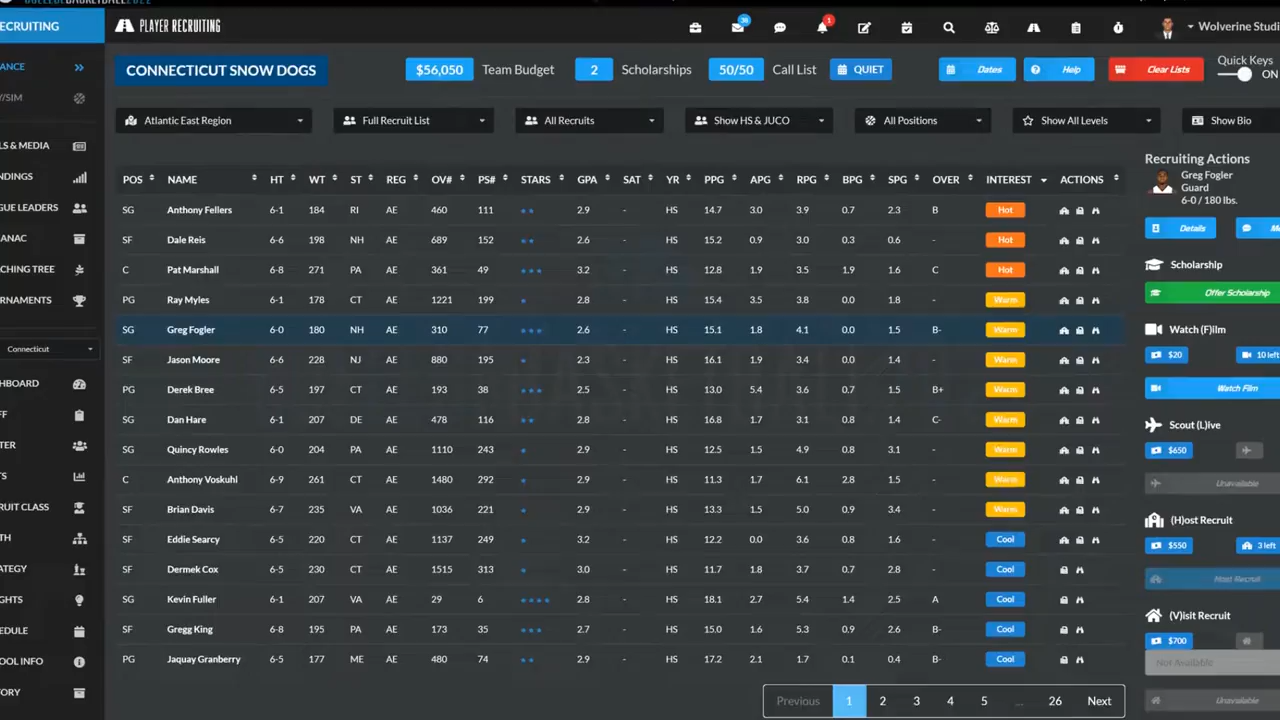 RECRUITING
PLAYER RECRUITING
36
1
Wolverine Studi
CONNECTICUT SNOW DOGS
$56,050 Team Budget
2 Scholarships
50/50 Call List
QUIET
Dates
Help
Clear Lists
Quick Keys
ON
Atlantic East Region
Full Recruit List
All Recruits
Show HS & JUCO
All Positions
Show All Levels
Show Bio
ANCE
Y/SIM
LS & MEDIA
NDINGS
GUE LEADERS
ANAC
CHING TREE
RNAMENTS
Connecticut
HBOARD
FF
TER
TS
RUIT CLASS
TH
ATEGY
GHTS
EDULE
OOL INFO
TORY
POS NAME HT WT ST REG OV# PS# STARS GPA SAT YR PPG APG RPG BPG SPG OVER INTEREST ACTIONS
SG Anthony Fellers 6-1 184 RI AE 460 111 2.9 - HS 14.7 3.0 3.9 0.7 2.3 B Hot
SF Dale Reis 6-6 198 NH AE 689 152 2.6 - HS 15.2 0.9 3.0 0.3 0.6 - Hot
C Pat Marshall 6-8 271 PA AE 361 49 3.2 - HS 12.8 1.9 3.5 1.9 1.6 C Hot
PG Ray Myles 6-1 178 CT AE 1221 199 2.8 - HS 15.4 3.5 3.8 0.0 1.8 - Warm
SG Greg Fogler 6-0 180 NH AE 310 77 2.6 - HS 15.1 1.8 4.1 0.0 1.5 B- Warm
SF Jason Moore 6-6 228 NJ AE 880 195 2.3 - HS 16.1 1.9 3.4 0.0 1.4 - Warm
PG Derek Bree 6-5 197 CT AE 193 38 2.5 - HS 13.0 5.4 3.6 0.7 1.5 B+ Warm
SG Dan Hare 6-1 207 DE AE 478 116 2.8 - HS 16.8 1.7 3.1 0.8 1.4 C- Warm
SG Quincy Rowles 6-0 204 PA AE 1110 243 2.9 - HS 12.5 1.5 4.9 0.8 3.1 - Warm
C Anthony Voskuhl 6-9 261 CT AE 1480 292 2.9 - HS 11.3 1.7 6.1 2.8 1.5 - Warm
SF Brian Davis 6-7 235 VA AE 1036 221 2.9 - HS 13.3 1.5 5.0 0.9 3.4 - Warm
SF Eddie Searcy 6-5 220 CT AE 1137 249 3.2 - HS 12.2 0.0 3.6 0.8 1.6 - Cool
SF Dermek Cox 6-5 230 CT AE 1515 313 3.0 - HS 11.7 1.8 3.7 0.7 2.8 - Cool
SG Kevin Fuller 6-1 207 VA AE 29 6 2.8 - HS 18.1 2.7 5.4 1.4 2.5 A Cool
SF Gregg King 6-8 195 PA AE 173 35 2.7 - HS 15.0 1.6 5.3 0.9 2.6 B- Cool
PG Jaquay Granberry 6-5 177 ME AE 480 74 2.9 - HS 17.2 2.1 1.7 0.1 0.4 B- Cool
Previous 1 2 3 4 5 ... 26 Next
Recruiting Actions
Greg Fogler
Guard
6-0 / 180 lbs.
Details
Scholarship
Offer Scholarship
Watch (F)ilm
$20
10 left
Watch Film
Scout (L)ive
$650
Unavailable
(H)ost Recruit
$550
3 left
Host Recruit
(V)isit Recruit
$700
Not Available
Unavailable